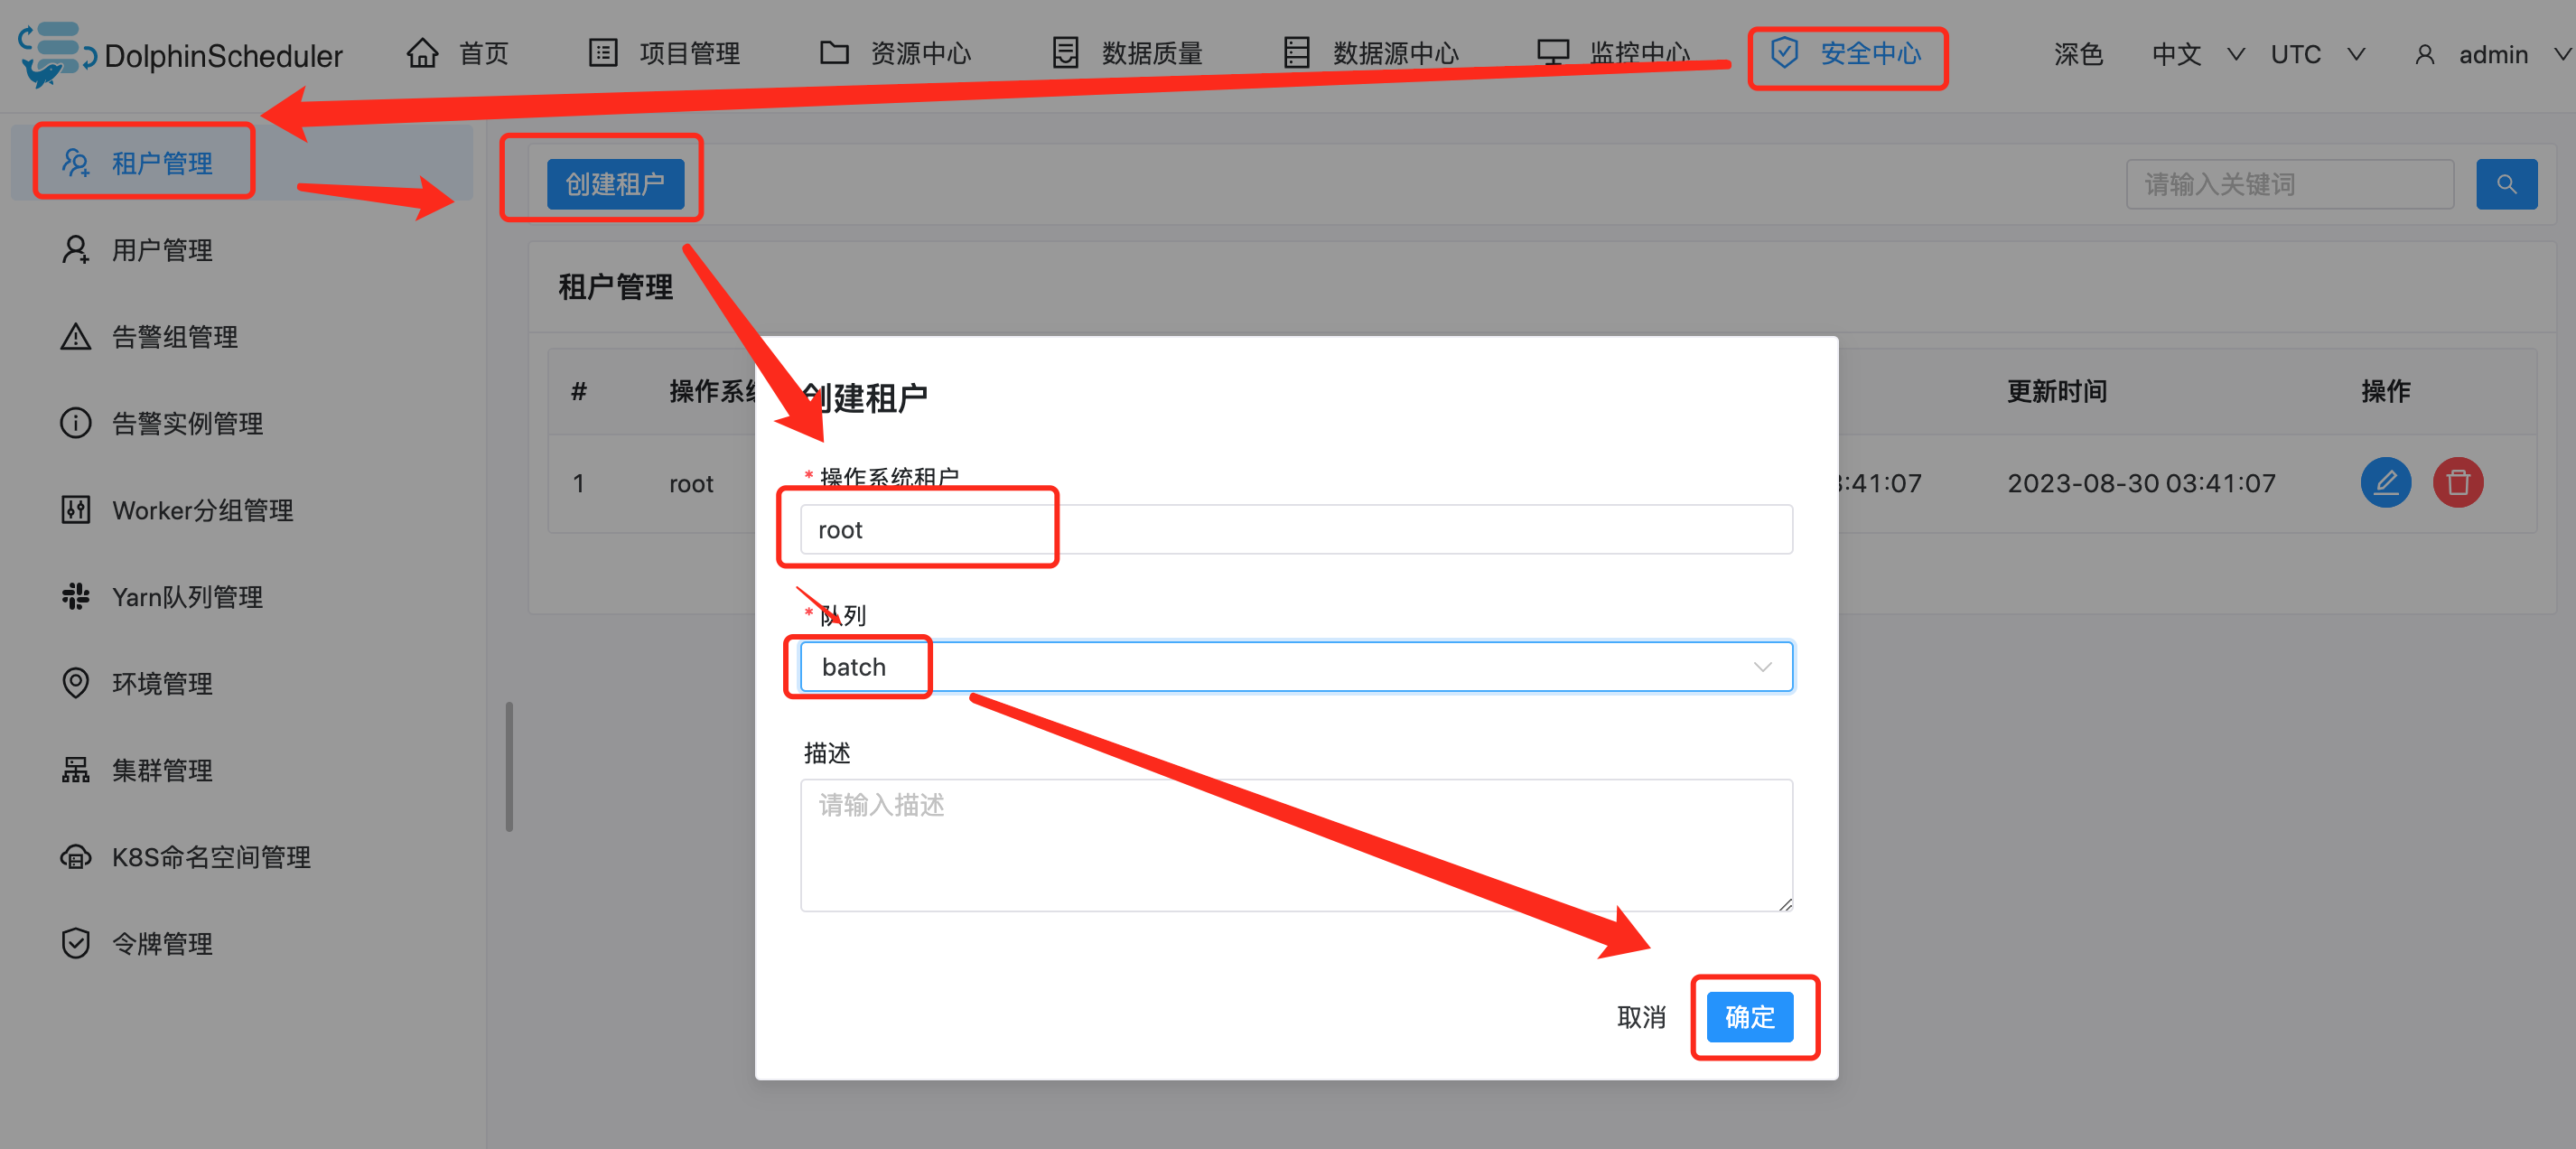 DolphinScheduler
首页
项目管理
资源中心
数据质量
数据源中心
监控中心
安全中心
深色
中文
UTC
admin
租户管理
用户管理
告警组管理
告警实例管理
Worker分组管理
Yarn队列管理
环境管理
集群管理
K8S命名空间管理
令牌管理
创建租户
请输入关键词
租户管理
# 操作系统 更新时间 操作
1 root 3:41:07 2023-08-30 03:41:07
创建租户
* 操作系统租户
root
* 队列
batch
描述
请输入描述
取消 确定